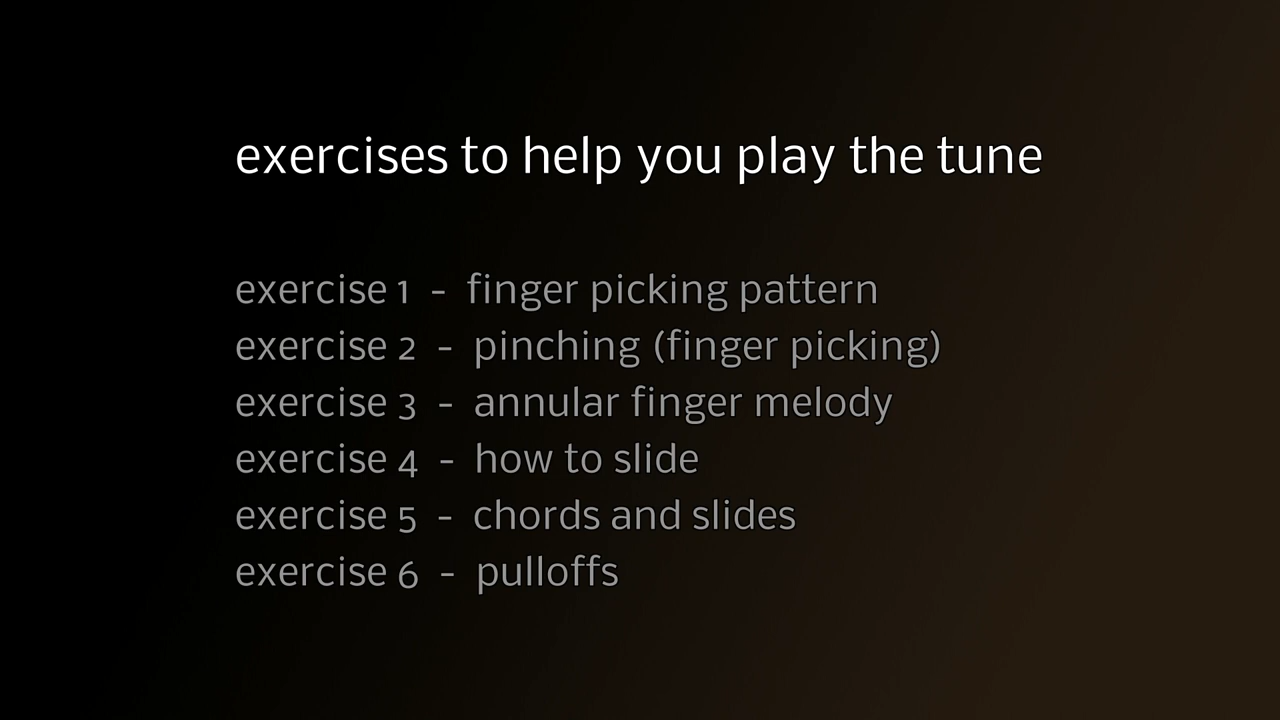 exercises to help you play the tune
exercise 1 - finger picking pattern
exercise 2 - pinching (finger picking)
exercise 3 - annular finger melody
exercise 4 - how to slide
exercise 5 - chords and slides
exercise 6 - pulloffs